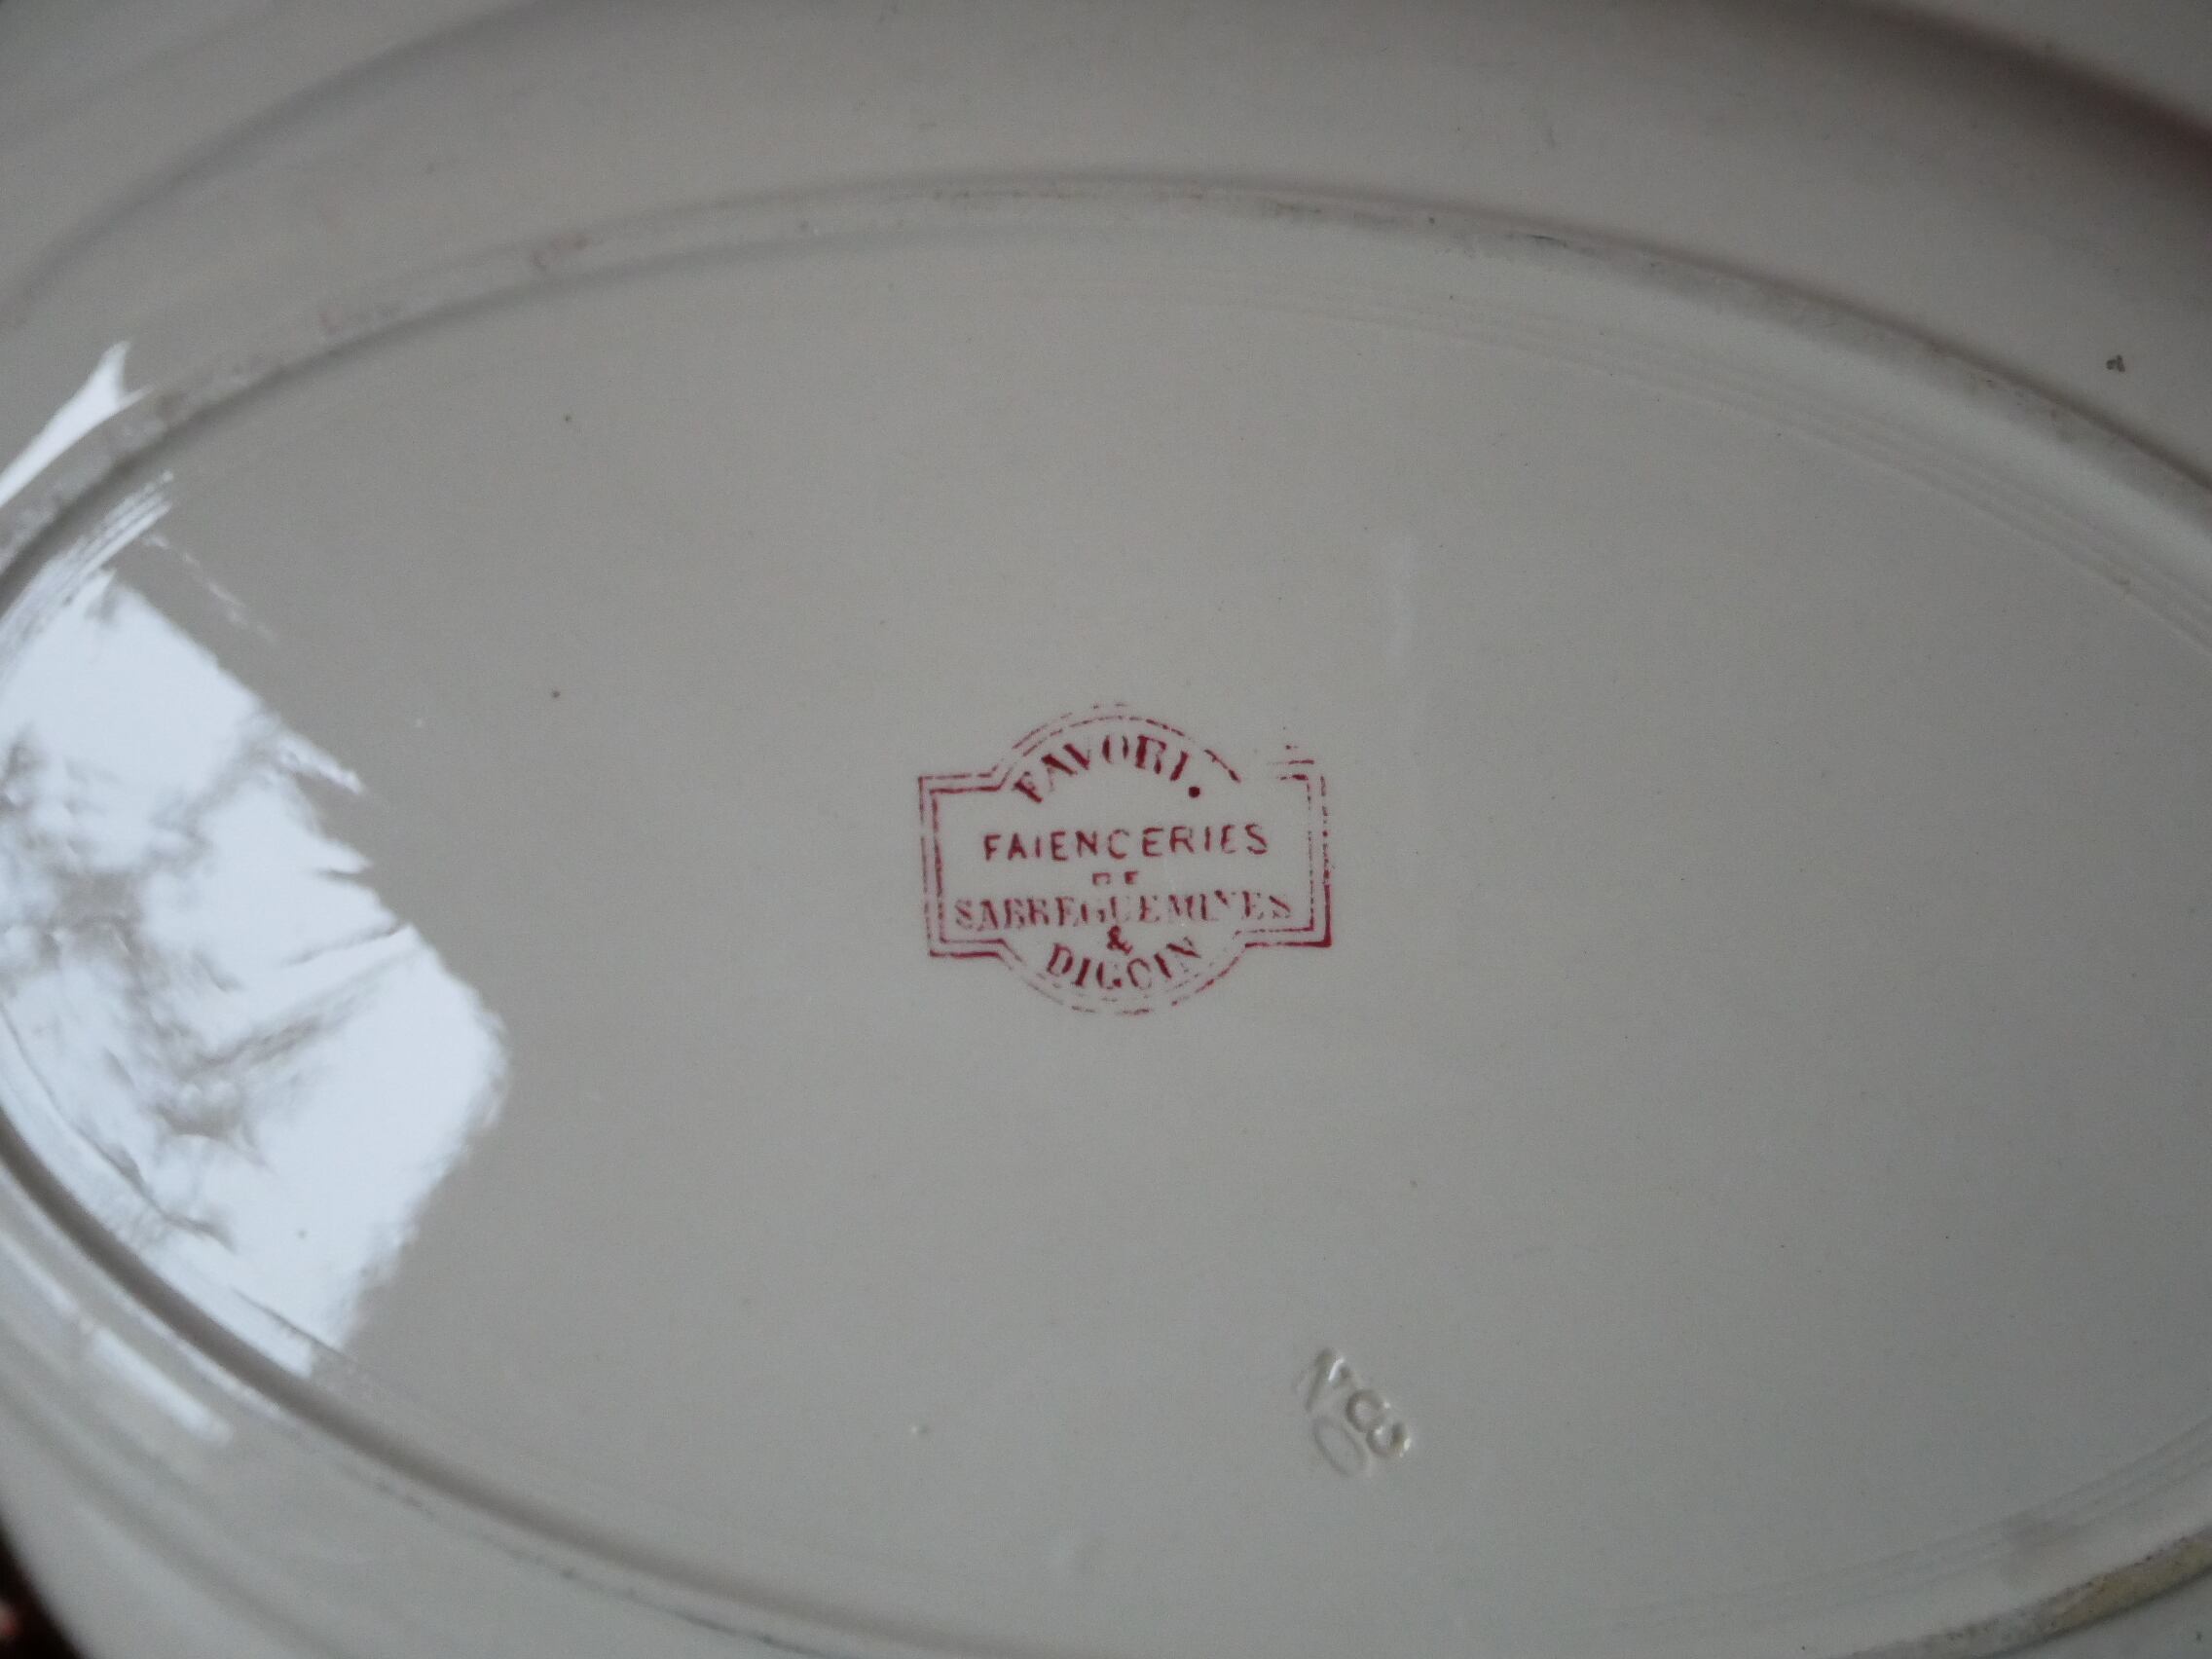 FAVORI.
FAIENCERIES
DE
SARREGUEMINES
&
DIGOIN